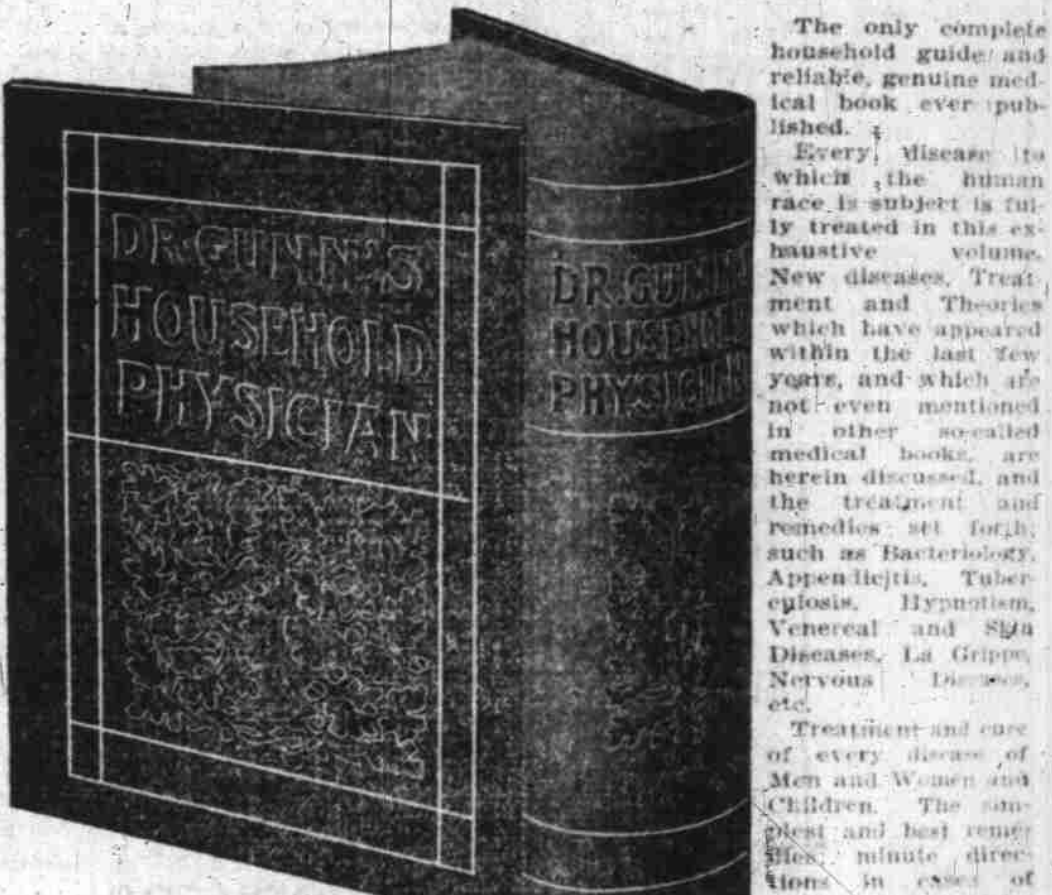 DR. GUNN'S
HOUSEHOLD
PHYSICIAN
DR. GUNN
HOUSEHOL
PHYSICIAN
The only complete
household guide and
reliable, genuine med-
ical book ever pub-
lished.
Every disease to
which the human
race is subject is ful-
ly treated in this ex-
haustive volume.
New diseases, Treat-
ment and Theories
which have appeared
within the last few
years, and which are
not even mentioned
in other so-called
medical books, are
herein discussed, and
the treatment and
remedies set forth,
such as Bacteriology,
Appendicitis, Tuber-
culosis, Hypnotism,
Venereal and Skin
Diseases, La Grippe,
Nervous Diseases,
etc.
Treatment and cure
of every disease of
Men and Women and
Children. The sim-
plest and best reme-
dies; minute direc-
tions in cases of